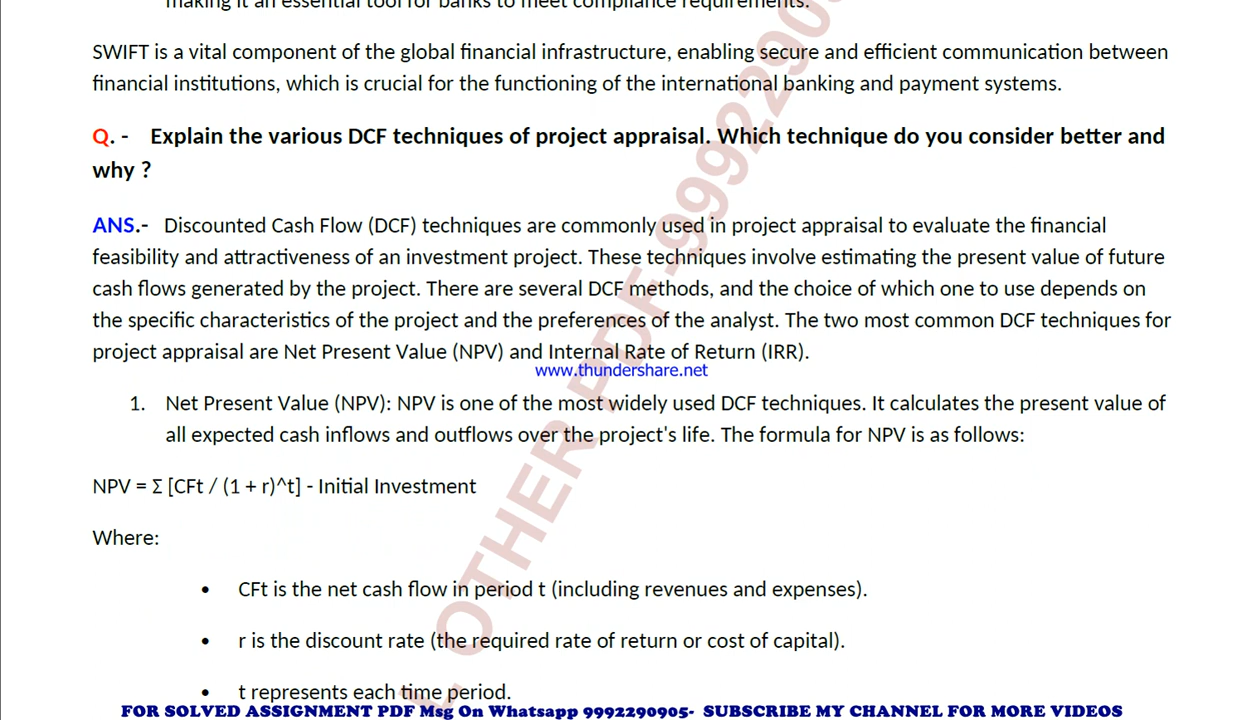 making it an essential tool for banks to meet compliance requirements.
SWIFT is a vital component of the global financial infrastructure, enabling secure and efficient communication between
financial institutions, which is crucial for the functioning of the international banking and payment systems.
Q. - Explain the various DCF techniques of project appraisal. Which technique do you consider better and
why ?
ANS.- Discounted Cash Flow (DCF) techniques are commonly used in project appraisal to evaluate the financial
feasibility and attractiveness of an investment project. These techniques involve estimating the present value of future
cash flows generated by the project. There are several DCF methods, and the choice of which one to use depends on
the specific characteristics of the project and the preferences of the analyst. The two most common DCF techniques for
project appraisal are Net Present Value (NPV) and Internal Rate of Return (IRR).
www.thundershare.net
1. Net Present Value (NPV): NPV is one of the most widely used DCF techniques. It calculates the present value of
all expected cash inflows and outflows over the project's life. The formula for NPV is as follows:
NPV = Σ [CFt / (1 + r)^t] - Initial Investment
Where:
• CFt is the net cash flow in period t (including revenues and expenses).
• r is the discount rate (the required rate of return or cost of capital).
• t represents each time period.
L OTHER PDF-99922905
FOR SOLVED ASSIGNMENT PDF Msg On Whatsapp 9992290905- SUBSCRIBE MY CHANNEL FOR MORE VIDEOS